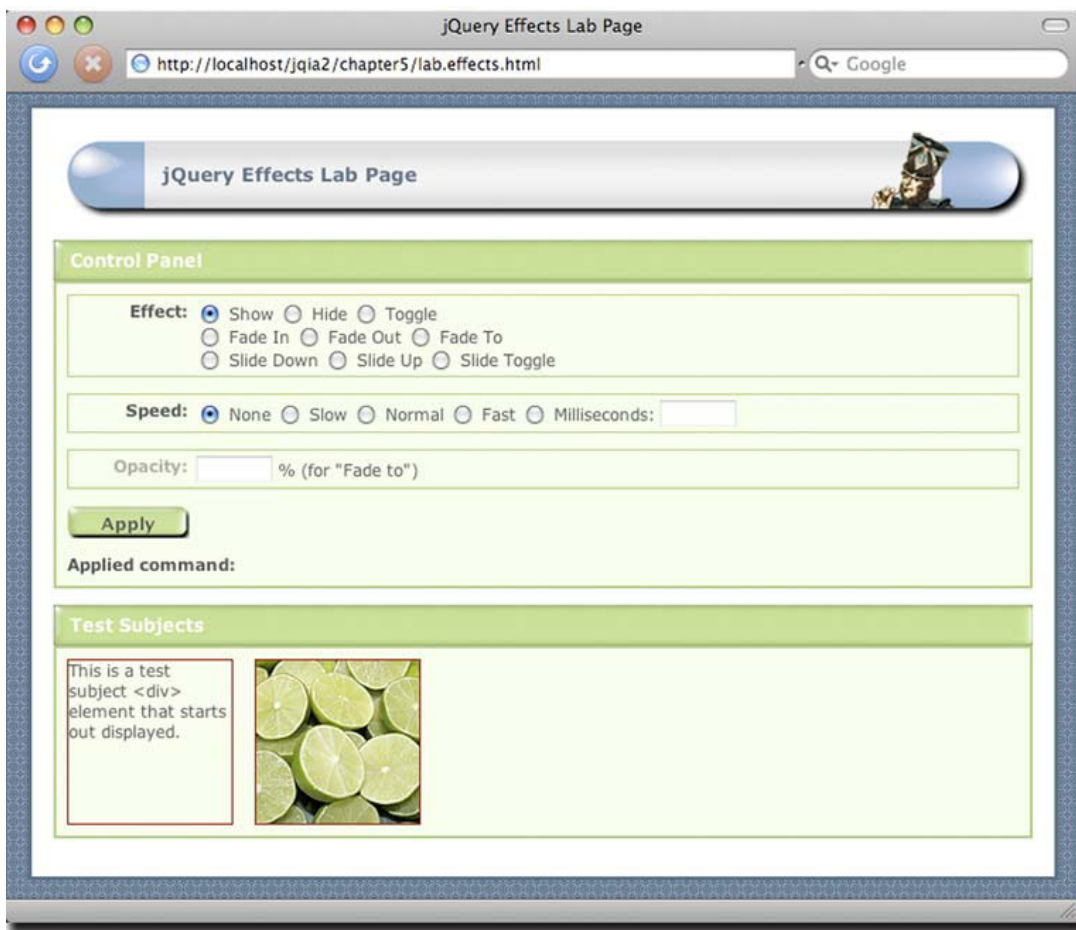 jQuery Effects Lab Page
http://localhost/jqia2/chapter5/lab.effects.html
Google
jQuery Effects Lab Page
Control Panel
Effect: Show Hide Toggle
Fade In Fade Out Fade To
Slide Down Slide Up Slide Toggle
Speed: None Slow Normal Fast Milliseconds:
Opacity: % (for "Fade to")
Apply
Applied command:
Test Subjects
This is a test
subject <div>
element that starts
out displayed.